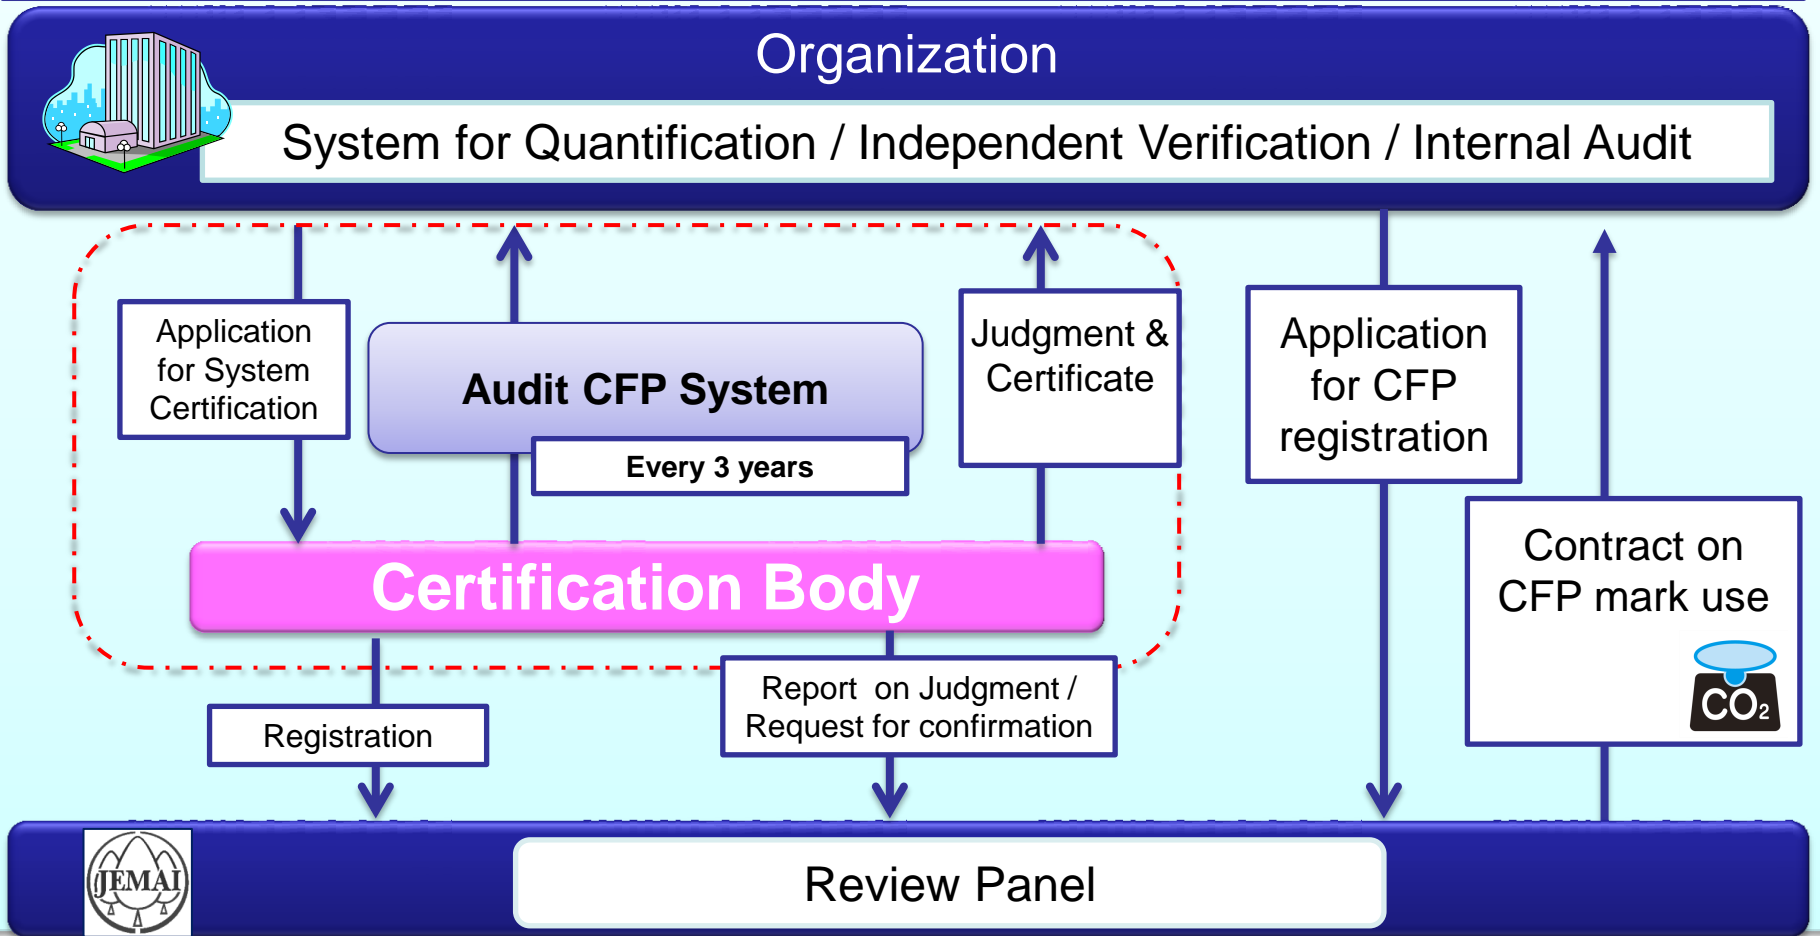 Organization
System for Quantification / Independent Verification / Internal Audit
Application
for System
Certification
Audit CFP System
Every 3 years
Judgment &
Certificate
Application
for CFP
registration
Contract on
CFP mark use
CO₂
Certification Body
Registration
Report on Judgment /
Request for confirmation
JEMAI
Review Panel